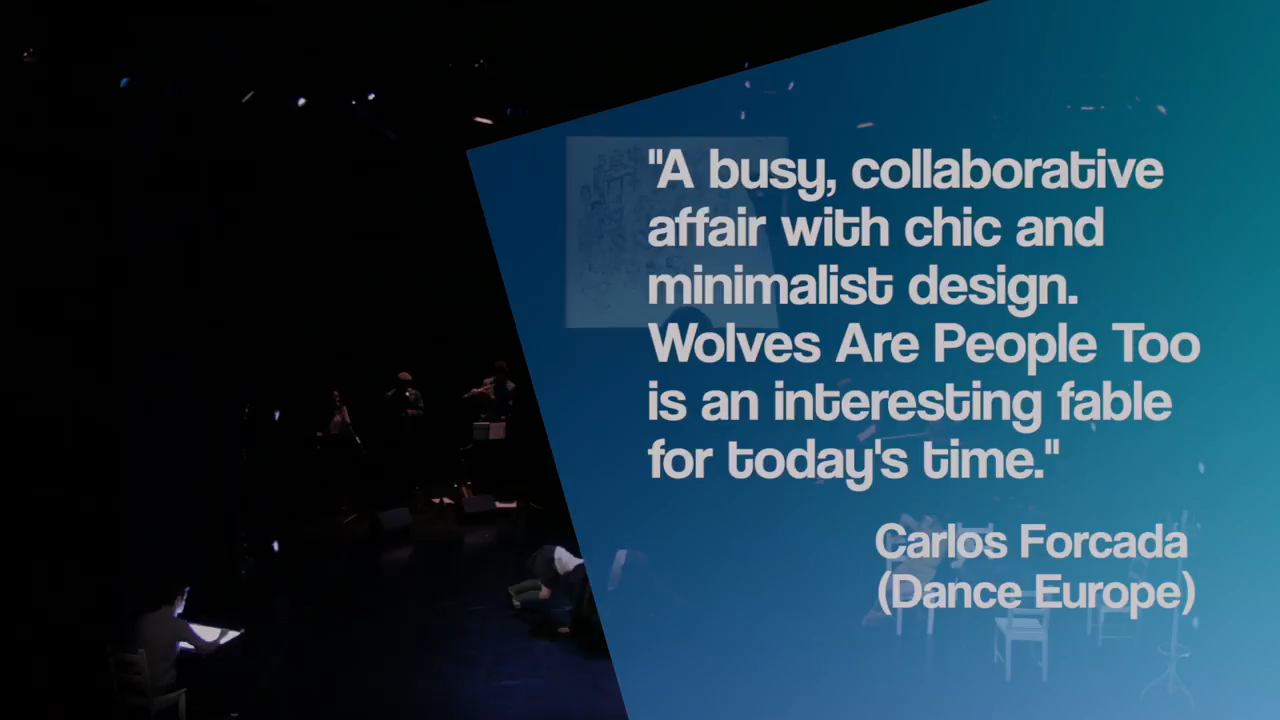 "A busy, collaborative
affair with chic and
minimalist design.
Wolves Are People Too
is an interesting fable
for today's time."
Carlos Forcada
(Dance Europe)